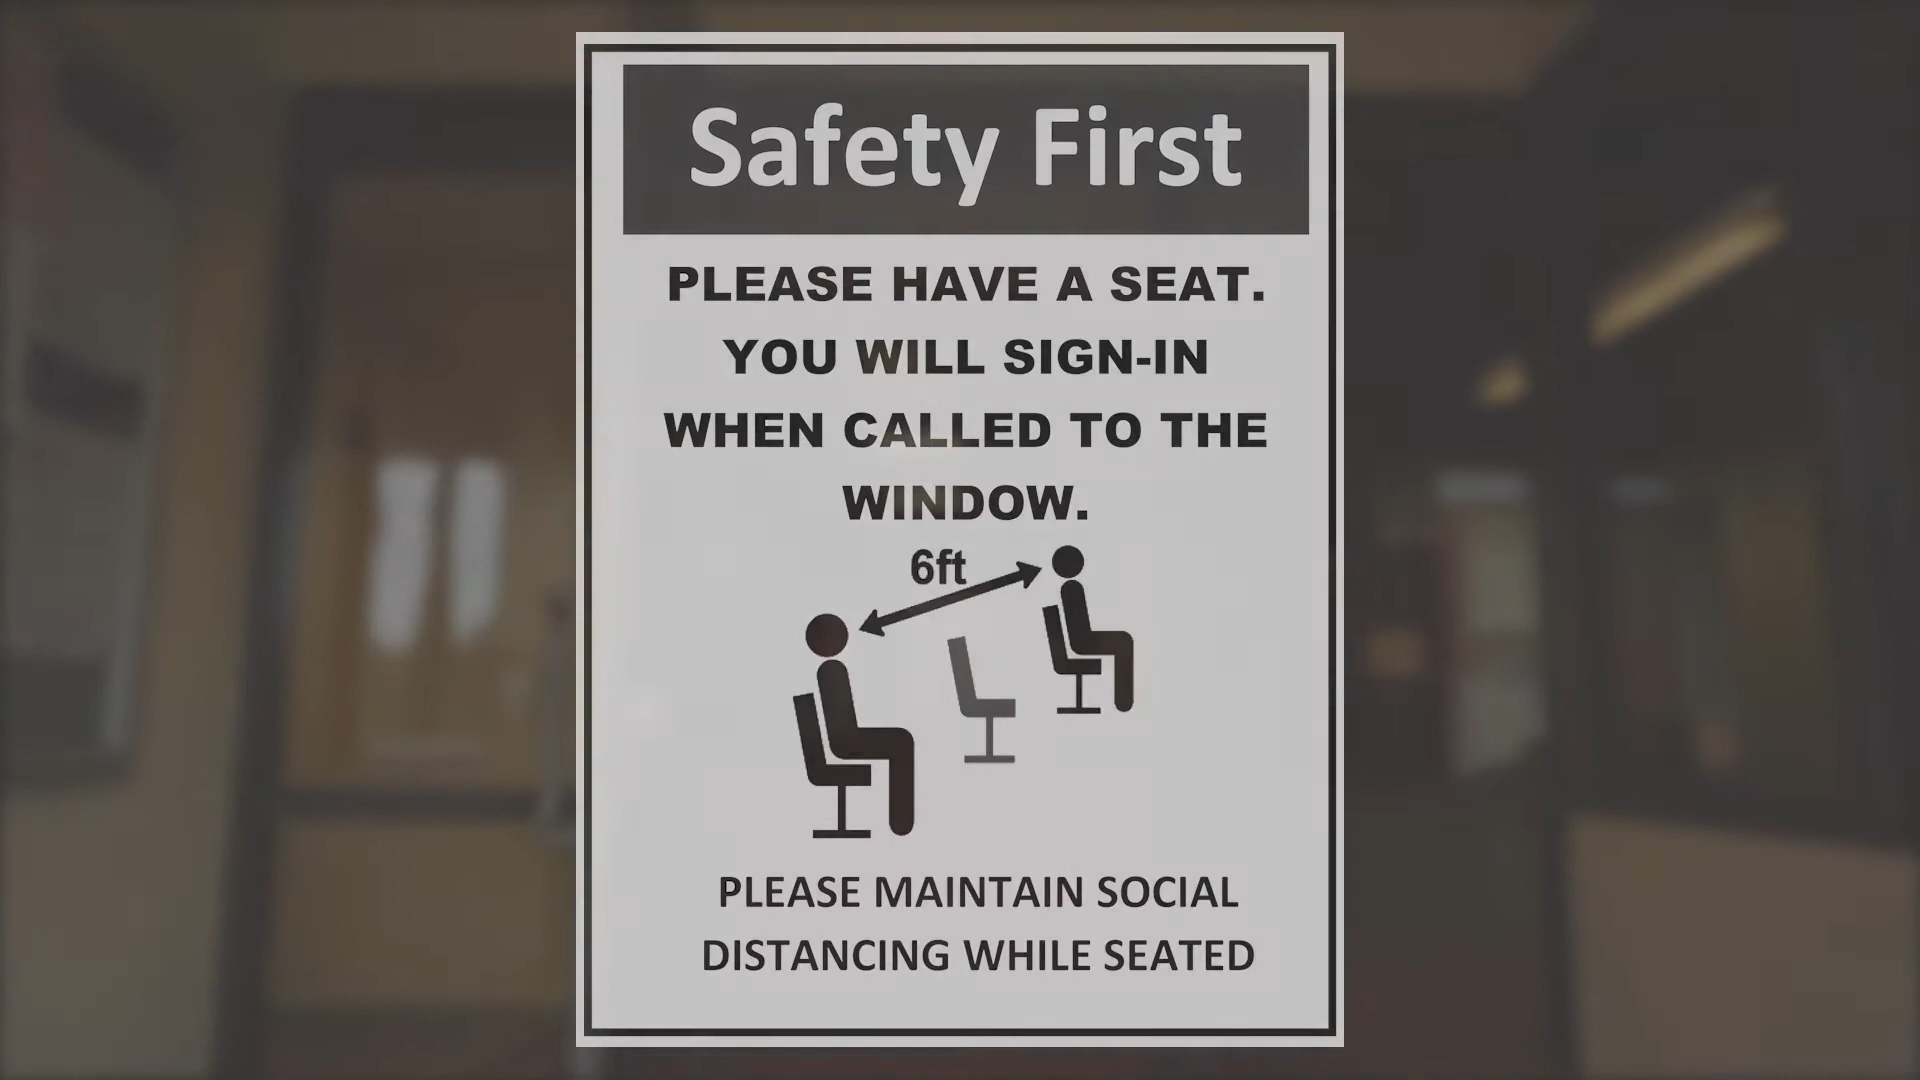 Safety First
PLEASE HAVE A SEAT.
YOU WILL SIGN-IN
WHEN CALLED TO THE
WINDOW.
6ft
PLEASE MAINTAIN SOCIAL
DISTANCING WHILE SEATED